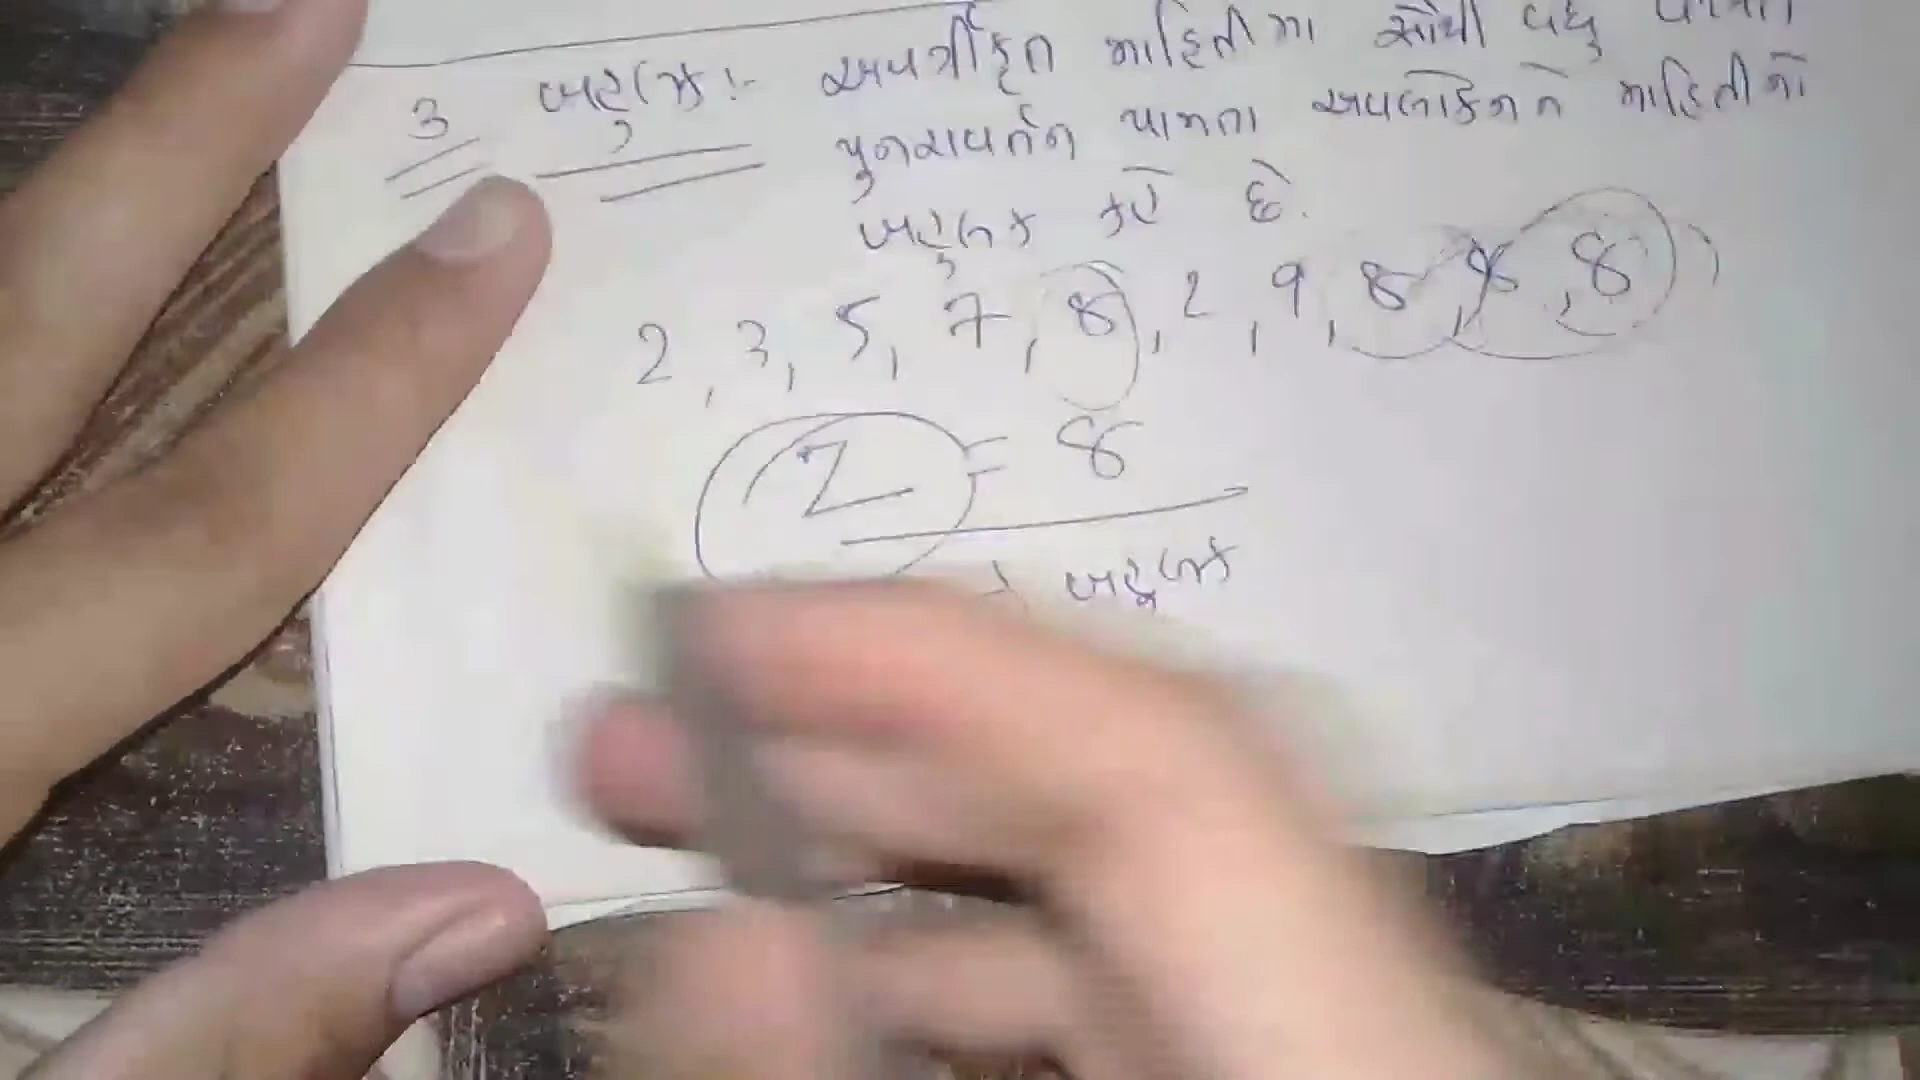 3 બહુલક :- અવર્ગીકૃત માહિતીમા સૌથી વધુ
પુનરાવર્તન પામતા અવલોકનને માહિતીનો
બહુલક કહે છે.
2, 3, 5, 7, 8, 2, 9, 8, 8, 8
Z = 8
બહુલક